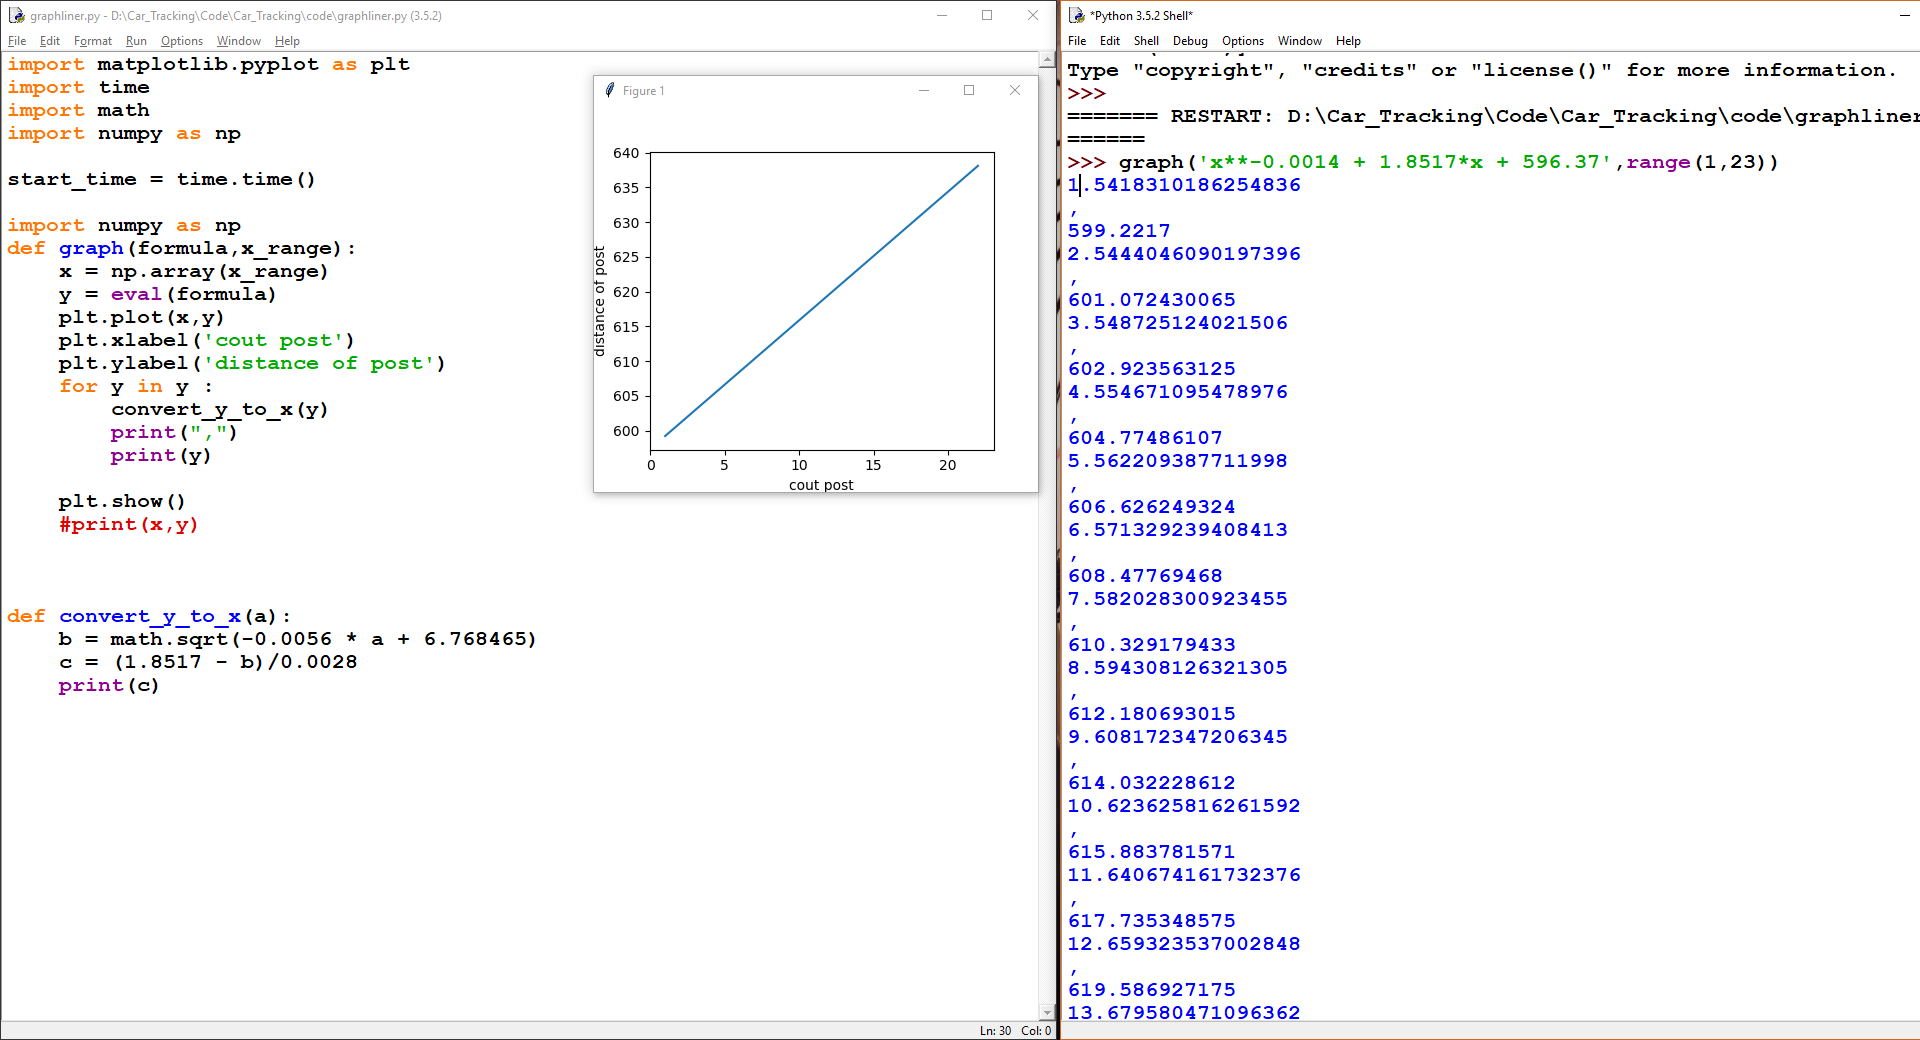 graphliner.py - D:\Car_Tracking\Code\Car_Tracking\code\graphliner.py (3.5.2)
File Edit Format Run Options Window Help
import matplotlib.pyplot as plt
import time
import math
import numpy as np
start_time = time.time()
import numpy as np
def graph(formula,x_range):
    x = np.array(x_range)
    y = eval(formula)
    plt.plot(x,y)
    plt.xlabel('cout post')
    plt.ylabel('distance of post')
    for y in y :
        convert_y_to_x(y)
        print(",")
        print(y)
    plt.show()
    #print(x,y)
def convert_y_to_x(a):
    b = math.sqrt(-0.0056 * a + 6.768465)
    c = (1.8517 - b)/0.0028
    print(c)
Ln: 30 Col: 0
Figure 1
640
635
630
625
620
615
610
605
600
distance of post
0 5 10 15 20
cout post
*Python 3.5.2 Shell*
File Edit Shell Debug Options Window Help
Type "copyright", "credits" or "license()" for more information.
>>>
======= RESTART: D:\Car_Tracking\Code\Car_Tracking\code\graphliner
======
>>> graph('x**-0.0014 + 1.8517*x + 596.37',range(1,23))
1.5418310186254836
,
599.2217
2.5444046090197396
,
601.072430065
3.548725124021506
,
602.923563125
4.554671095478976
,
604.77486107
5.562209387711998
,
606.626249324
6.571329239408413
,
608.47769468
7.582028300923455
,
610.329179433
8.594308126321305
,
612.180693015
9.608172347206345
,
614.032228612
10.623625816261592
,
615.883781571
11.640674161732376
,
617.735348575
12.659323537002848
,
619.586927175
13.679580471096362